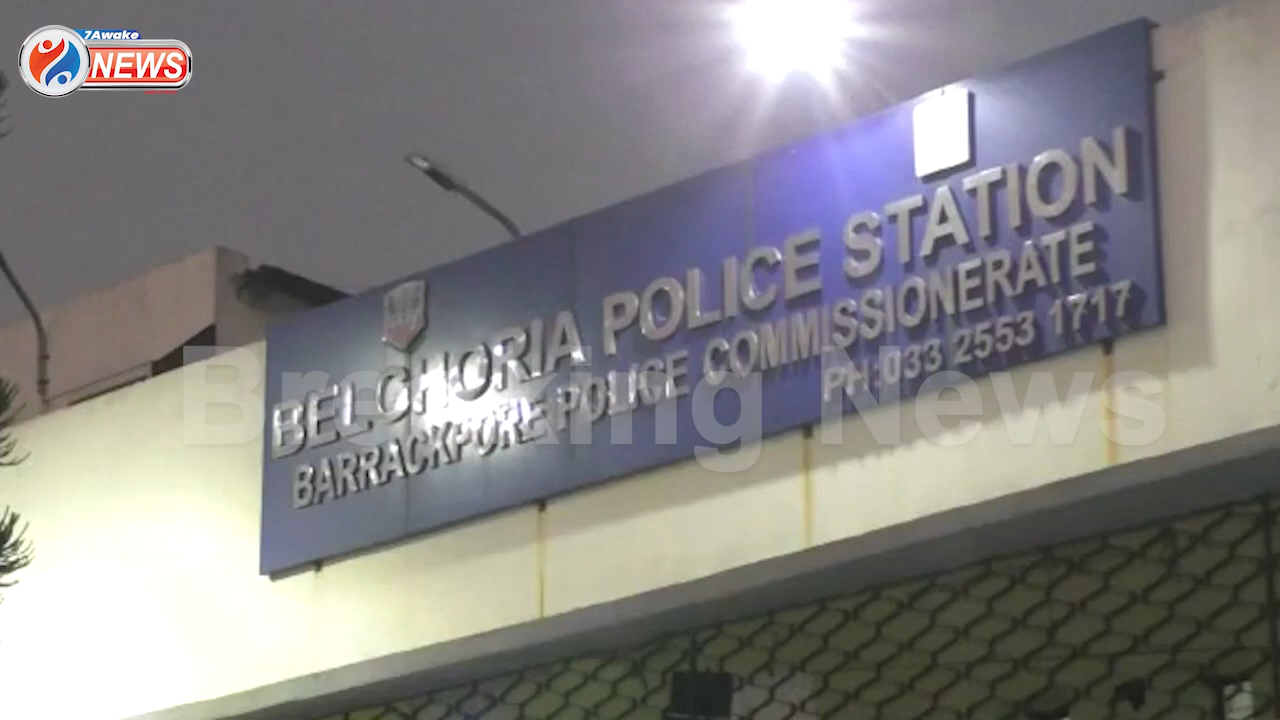 7Awake
NEWS
BELGHORIA POLICE STATION
BARRACKPORE POLICE COMMISSIONERATE
PH:033 2553 1717
Breaking News